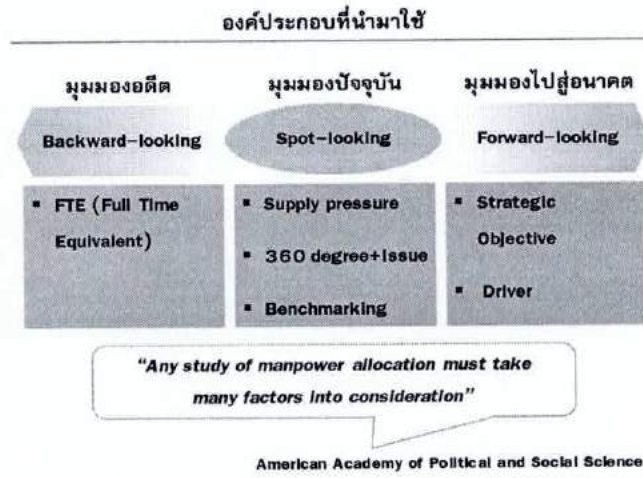 องค์ประกอบที่นำมาใช้
มุมมองอดีต
Backward-looking
▪ FTE (Full Time
Equivalent)
มุมมองปัจจุบัน
Spot-looking
▪ Supply pressure
▪ 360 degree+Issue
▪ Benchmarking
มุมมองไปสู่อนาคต
Forward-looking
▪ Strategic
Objective
▪ Driver
"Any study of manpower allocation must take
many factors into consideration"
American Academy of Political and Social Science